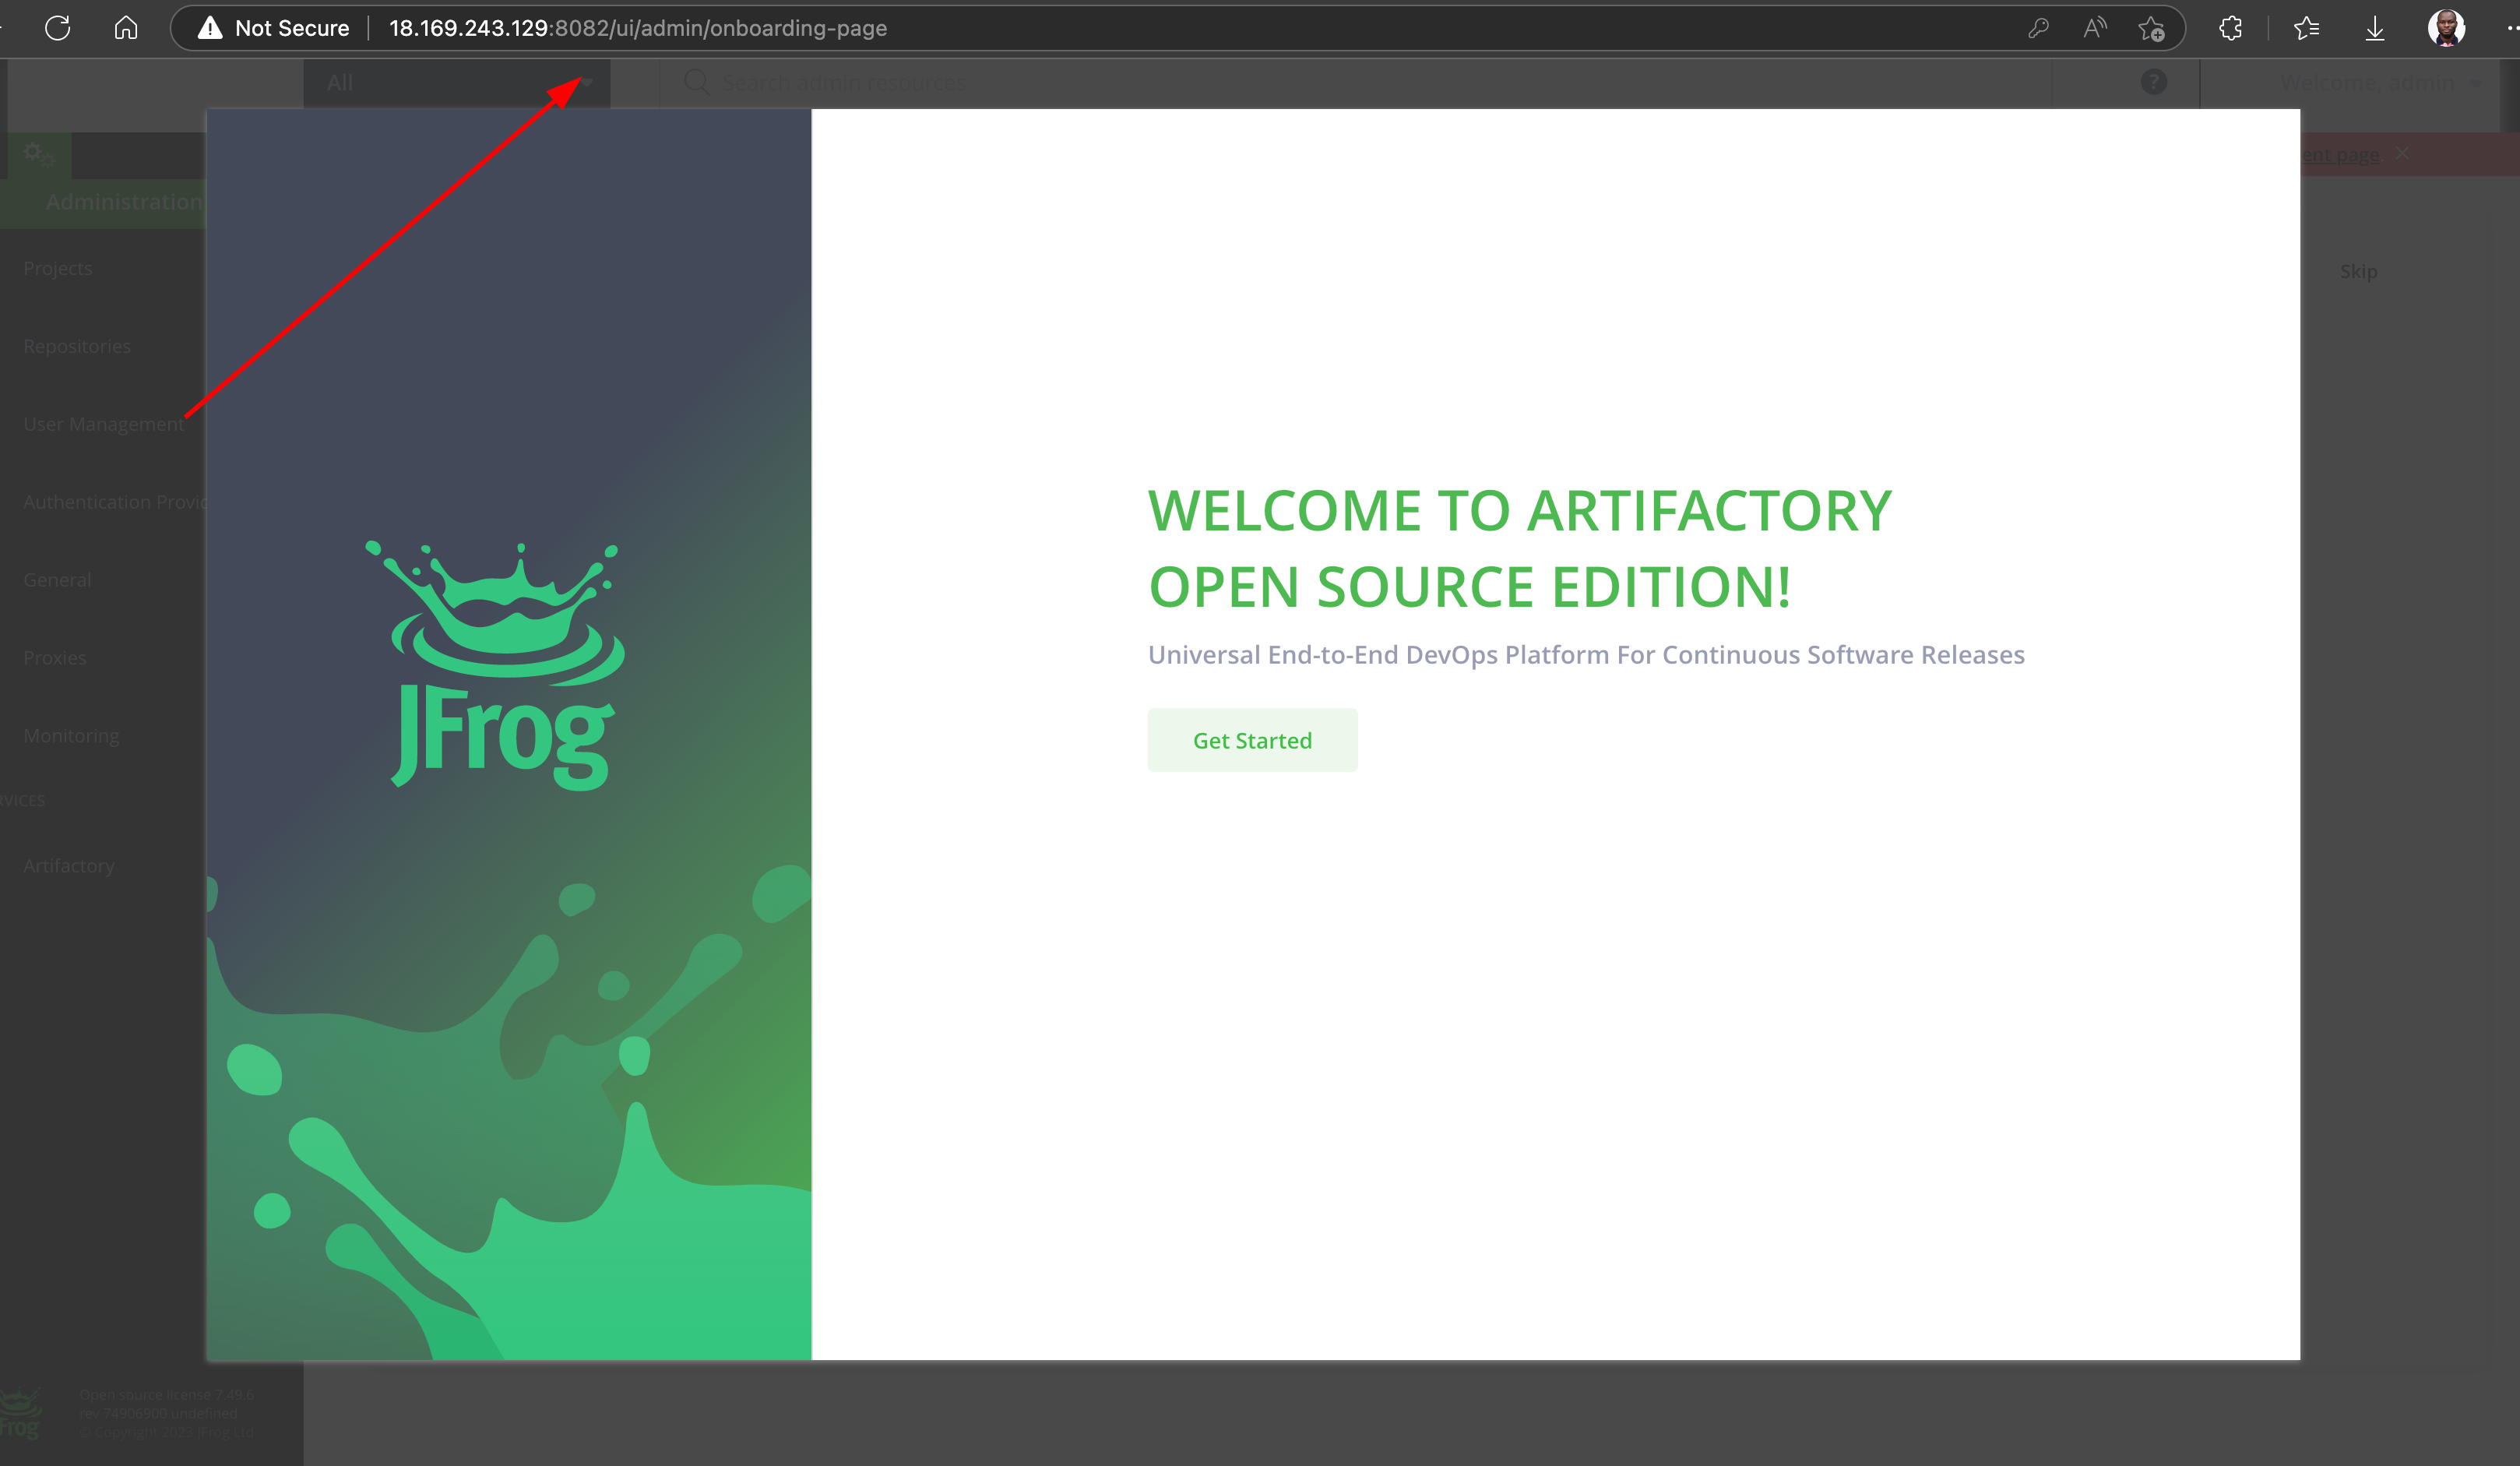 Not Secure
18.169.243.129:8082/ui/admin/onboarding-page
All
Search admin resources
Welcome, admin
ent page.
Administration
Projects
Skip
Repositories
User Management
Authentication Provid
General
Proxies
Monitoring
RVICES
Artifactory
JFrog
WELCOME TO ARTIFACTORY
OPEN SOURCE EDITION!
Universal End-to-End DevOps Platform For Continuous Software Releases
Get Started
Open source license 7.49.6
rev 74906900 undefined
© Copyright 2023 JFrog Ltd
Frog